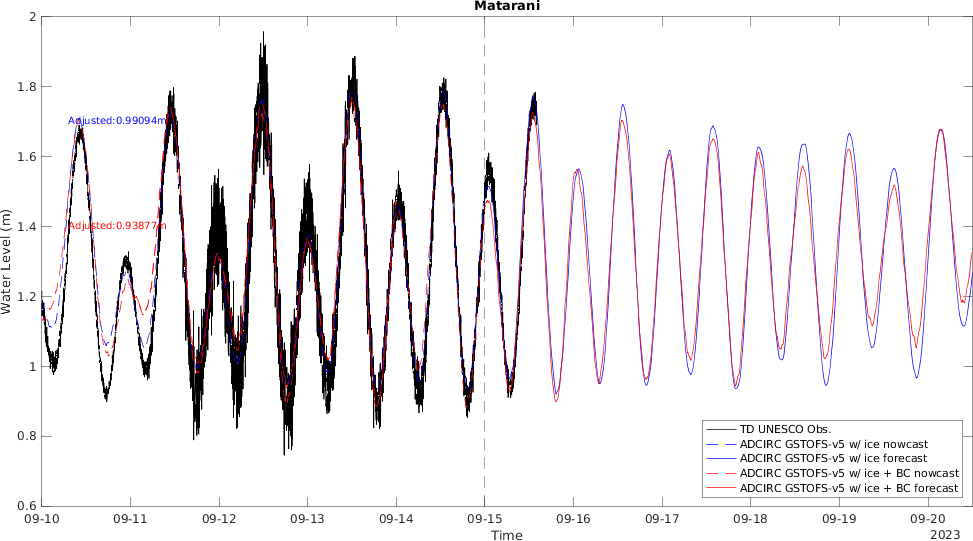 Matarani
2
1.8
1.6
1.4
1.2
1
0.8
0.6
Water Level (m)
Adjusted:0.99094m
Adjusted:0.93877m
TD UNESCO Obs.
ADCIRC GSTOFS-v5 w/ ice nowcast
ADCIRC GSTOFS-v5 w/ ice forecast
ADCIRC GSTOFS-v5 w/ ice + BC nowcast
ADCIRC GSTOFS-v5 w/ ice + BC forecast
09-10 09-11 09-12 09-13 09-14 09-15 09-16 09-17 09-18 09-19 09-20
2023
Time